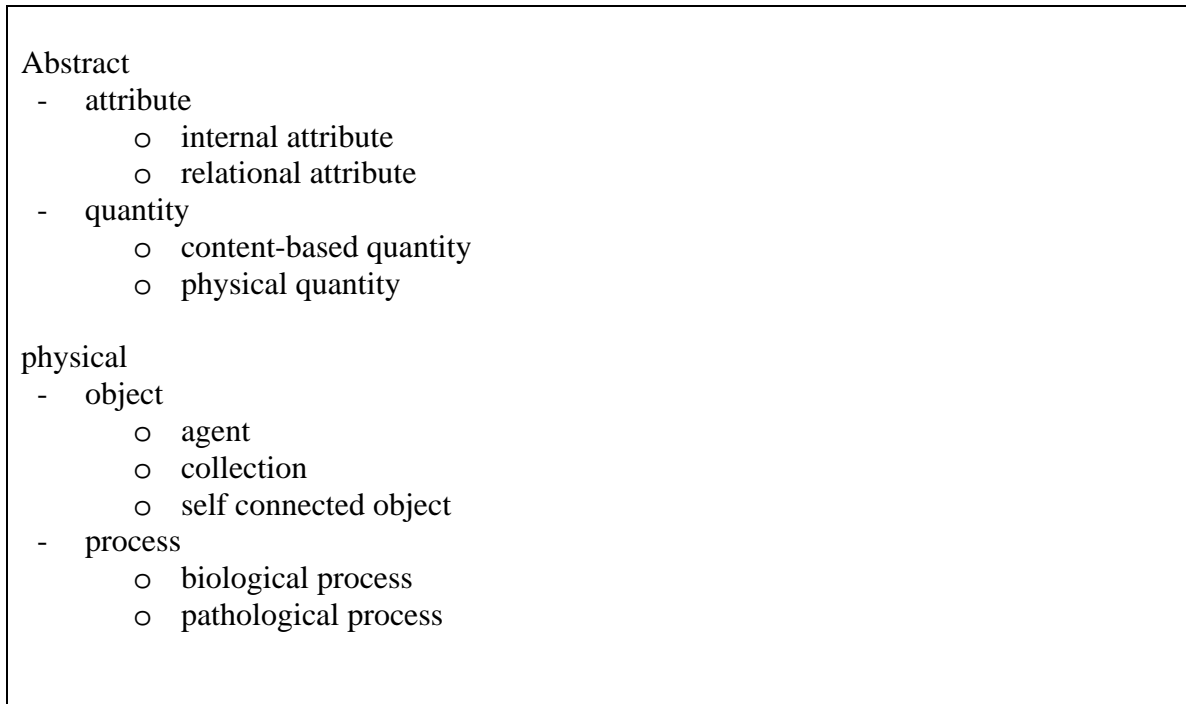 Abstract
- attribute
o internal attribute
o relational attribute
- quantity
o content-based quantity
o physical quantity
physical
- object
o agent
o collection
o self connected object
- process
o biological process
o pathological process